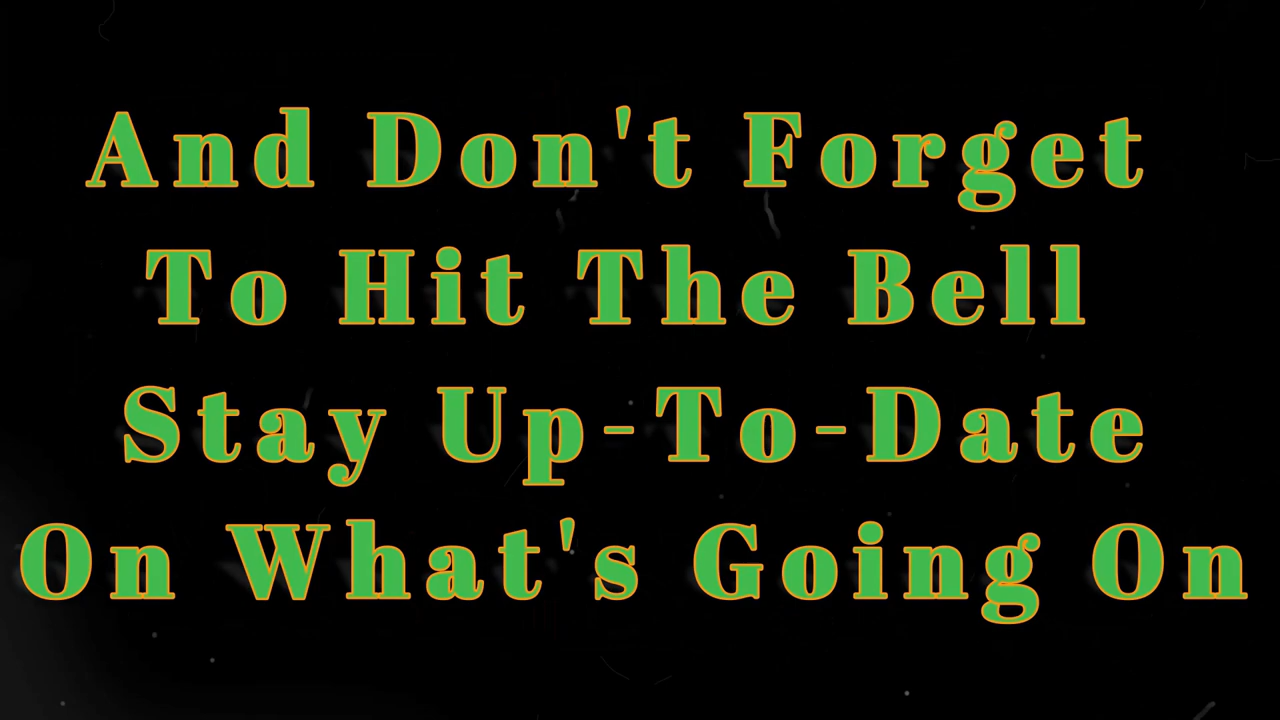 And Don't Forget
To Hit The Bell
Stay Up-To-Date
On What's Going On